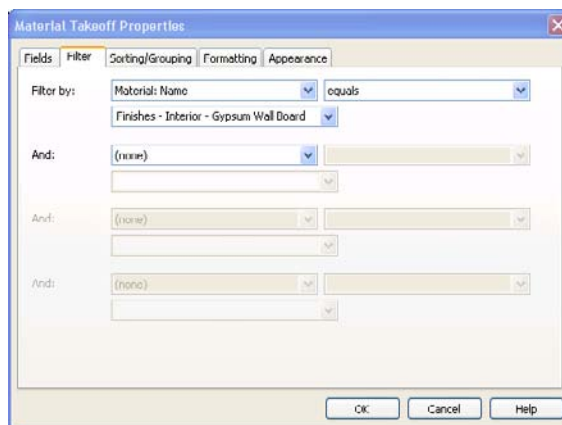 Material Takeoff Properties
Fields Filter Sorting/Grouping Formatting Appearance
Filter by: Material: Name equals
Finishes - Interior - Gypsum Wall Board
And: (none)
And: (none)
And: (none)
OK Cancel Help